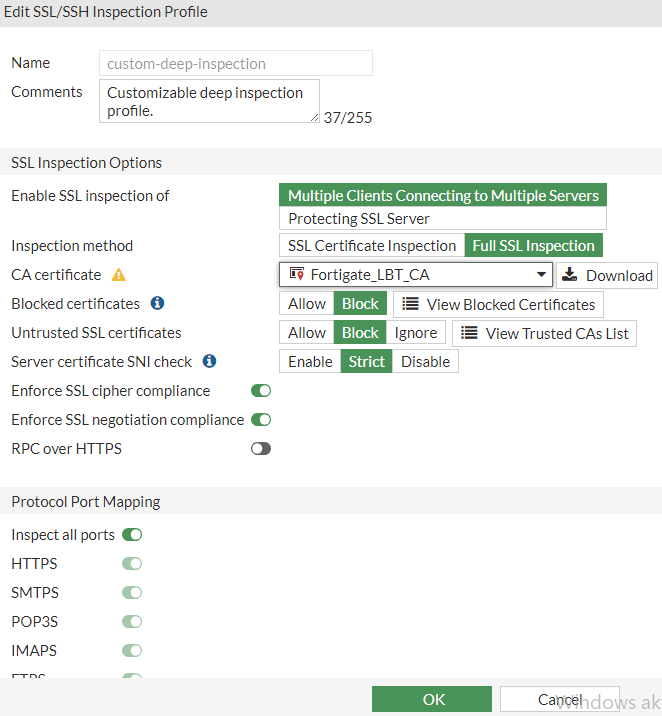 Edit SSL/SSH Inspection Profile
Name custom-deep-inspection
Comments Customizable deep inspection
profile. 37/255
SSL Inspection Options
Enable SSL inspection of Multiple Clients Connecting to Multiple Servers
Protecting SSL Server
Inspection method SSL Certificate Inspection Full SSL Inspection
CA certificate Fortigate_LBT_CA Download
Blocked certificates Allow Block View Blocked Certificates
Untrusted SSL certificates Allow Block Ignore View Trusted CAs List
Server certificate SNI check Enable Strict Disable
Enforce SSL cipher compliance
Enforce SSL negotiation compliance
RPC over HTTPS
Protocol Port Mapping
Inspect all ports
HTTPS
SMTPS
POP3S
IMAPS
FTPS
OK Cancel
Windows ak